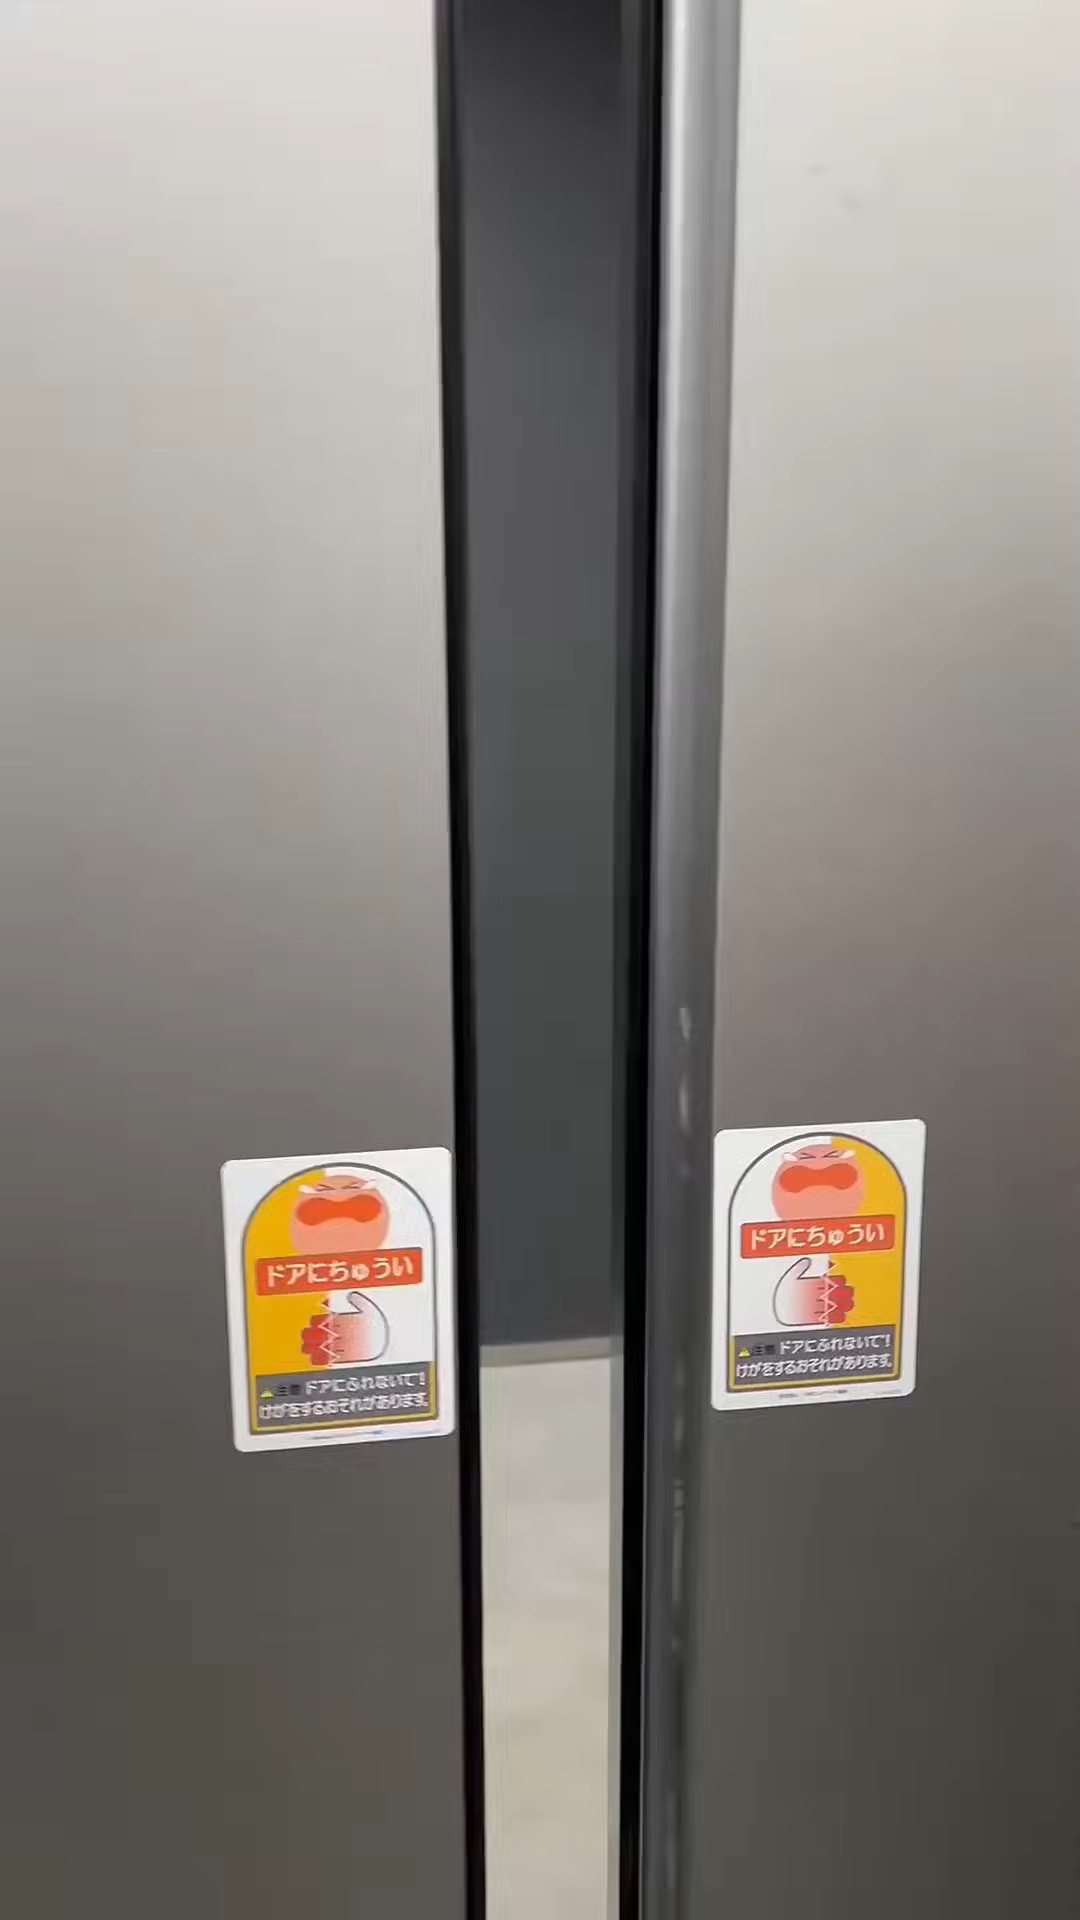 ドアにちゅうい
注意 ドアにふれないで!
けがをするおそれがあります。
ドアにちゅうい
注意 ドアにふれないで!
けがをするおそれがあります。